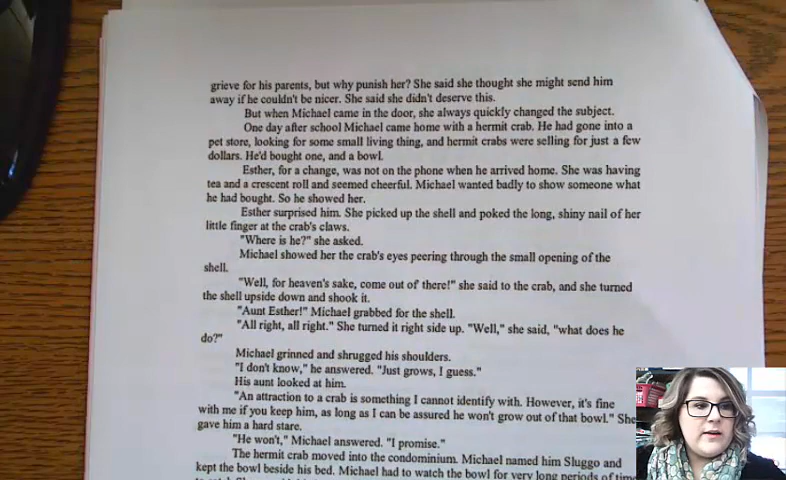 grieve for his parents, but why punish her? She said she thought she might send him
away if he couldn't be nicer. She said she didn't deserve this.
But when Michael came in the door, she always quickly changed the subject.
One day after school Michael came home with a hermit crab. He had gone into a
pet store, looking for some small living thing, and hermit crabs were selling for just a few
dollars. He'd bought one, and a bowl.
Esther, for a change, was not on the phone when he arrived home. She was having
tea and a crescent roll and seemed cheerful. Michael wanted badly to show someone what
he had bought. So he showed her.
Esther surprised him. She picked up the shell and poked the long, shiny nail of her
little finger at the crab's claws.
"Where is he?" she asked.
Michael showed her the crab's eyes peering through the small opening of the
shell.
"Well, for heaven's sake, come out of there!" she said to the crab, and she turned
the shell upside down and shook it.
"Aunt Esther!" Michael grabbed for the shell.
"All right, all right." She turned it right side up. "Well," she said, "what does he
do?"
Michael grinned and shrugged his shoulders.
"I don't know," he answered. "Just grows, I guess."
His aunt looked at him.
"An attraction to a crab is something I cannot identify with. However, it's fine
with me if you keep him, as long as I can be assured he won't grow out of that bowl." She
gave him a hard stare.
"He won't," Michael answered. "I promise."
The hermit crab moved into the condominium. Michael named him Sluggo and
kept the bowl beside his bed. Michael had to watch the bowl for very long periods of time